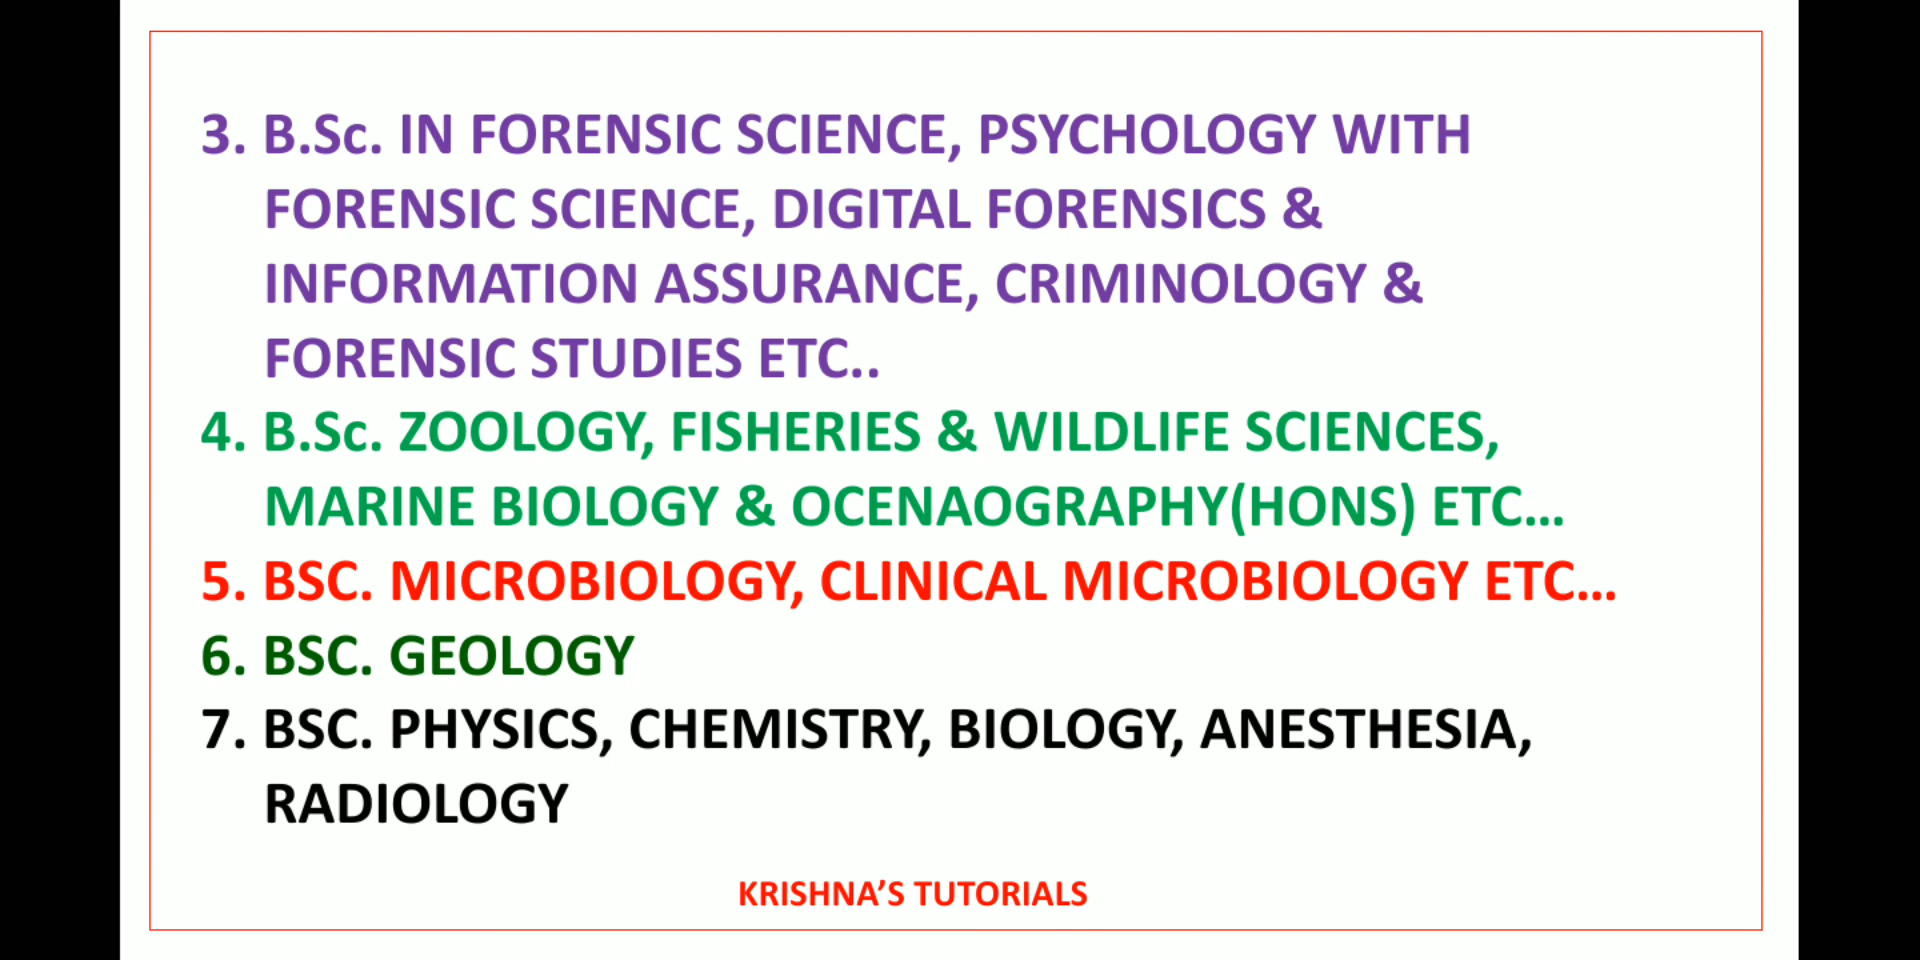 3. B.Sc. IN FORENSIC SCIENCE, PSYCHOLOGY WITH
FORENSIC SCIENCE, DIGITAL FORENSICS &
INFORMATION ASSURANCE, CRIMINOLOGY &
FORENSIC STUDIES ETC..
4. B.Sc. ZOOLOGY, FISHERIES & WILDLIFE SCIENCES,
MARINE BIOLOGY & OCENAOGRAPHY(HONS) ETC...
5. BSC. MICROBIOLOGY, CLINICAL MICROBIOLOGY ETC...
6. BSC. GEOLOGY
7. BSC. PHYSICS, CHEMISTRY, BIOLOGY, ANESTHESIA,
RADIOLOGY
KRISHNA’S TUTORIALS